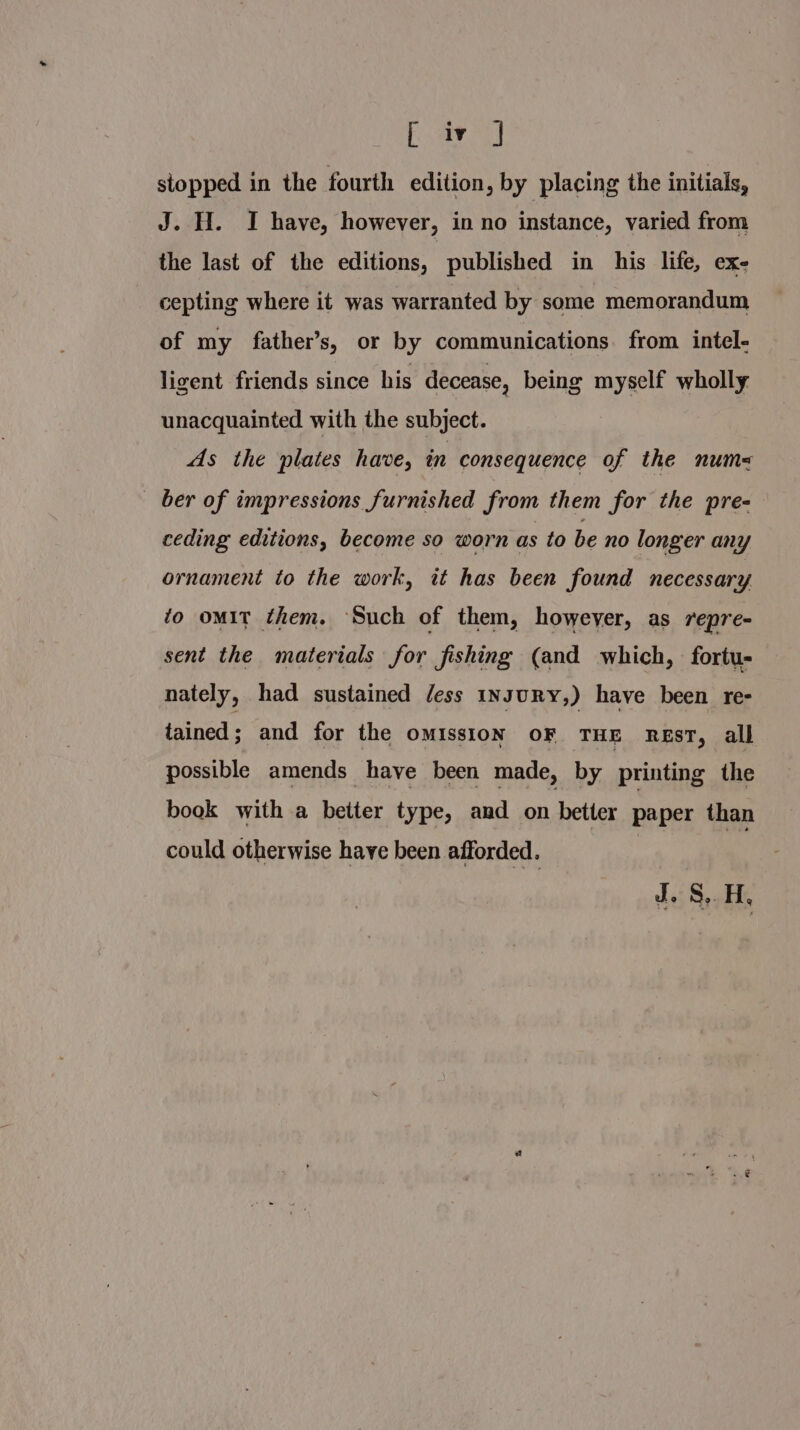 [ iv ]
stopped in the fourth edition, by placing the initials,
J. H. I have, however, in no instance, varied from
the last of the editions, published in his life, ex-
cepting where it was warranted by some memorandum
of my father's, or by communications from intel-
ligent friends since his decease, being myself wholly
unacquainted with the subject.
As the plates have, in consequence of the num-
ber of impressions furnished from them for the pre-
ceding editions, become so worn as to be no longer any
ornament to the work, it has been found necessary
to OMIT them. Such of them, however, as repre-
sent the materials for fishing (and which, fortu-
nately, had sustained less INJURY,) have been re-
tained; and for the OMISSION OF THE REST, all
possible amends have been made, by printing the
book with a better type, and on better paper than
could otherwise have been afforded.
J. S. H.